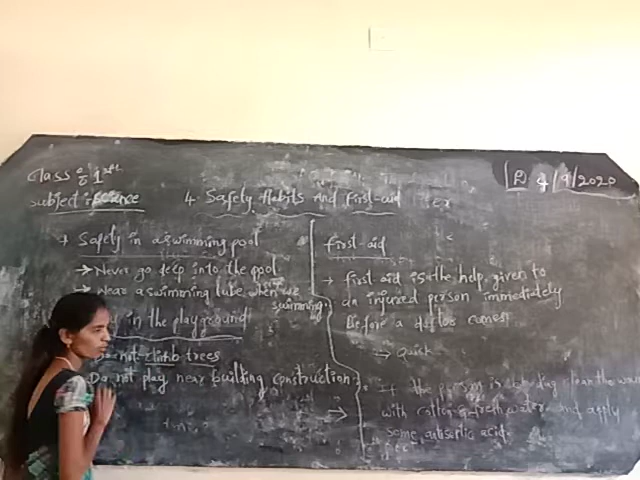 Class : 1st
Subject : Science
4. Safety Habits And First-aid
4/9/2020
→ Safety in a swimming pool
→ Never go deep into the pool
→ Wear a swimming tube when we
swimming
in the playground
not climb trees
Do not play near building construction.
First-aid
→ first aid is the help, given to
an injured person immediately
Before a doctor comes.
→ Quick
If the person is bleeding clean the
→ with cotton & fresh water and apply
some antiseptic acid.